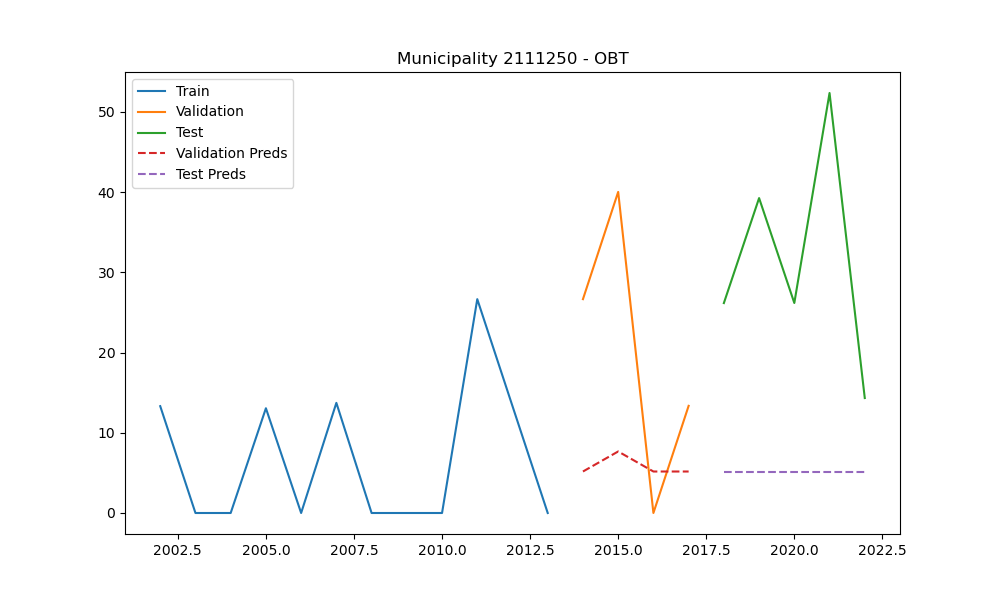 Municipality 2111250 - OBT
Train
Validation
Test
Validation Preds
Test Preds
50
40
30
20
10
0
2002.5 2005.0 2007.5 2010.0 2012.5 2015.0 2017.5 2020.0 2022.5